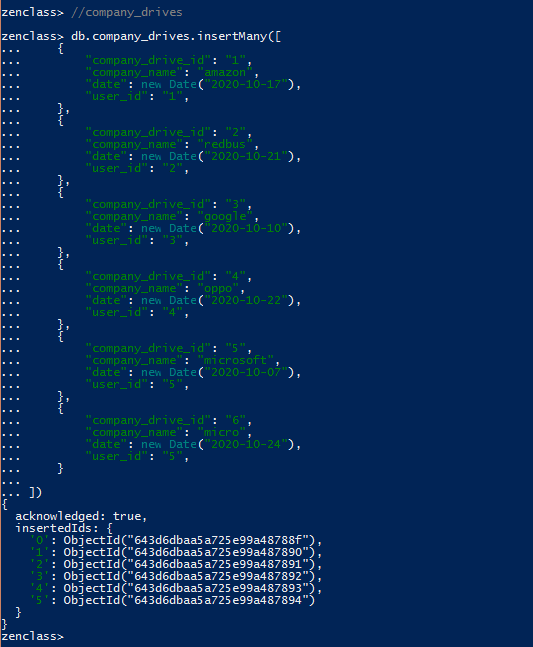 zenclass> //company_drives
zenclass> db.company_drives.insertMany([
...     {
...         "company_drive_id": "1",
...         "company_name": "amazon",
...         "date": new Date("2020-10-17"),
...         "user_id": "1",
...     },
...     {
...         "company_drive_id": "2",
...         "company_name": "redbus",
...         "date": new Date("2020-10-21"),
...         "user_id": "2",
...     },
...     {
...         "company_drive_id": "3",
...         "company_name": "google",
...         "date": new Date("2020-10-10"),
...         "user_id": "3",
...     },
...     {
...         "company_drive_id": "4",
...         "company_name": "oppo",
...         "date": new Date("2020-10-22"),
...         "user_id": "4",
...     },
...     {
...         "company_drive_id": "5",
...         "company_name": "microsoft",
...         "date": new Date("2020-10-07"),
...         "user_id": "5",
...     },
...     {
...         "company_drive_id": "6",
...         "company_name": "micro",
...         "date": new Date("2020-10-24"),
...         "user_id": "5",
...     }
...
... ])
{
  acknowledged: true,
  insertedIds: {
    '0': ObjectId("643d6dbaa5a725e99a48788f"),
    '1': ObjectId("643d6dbaa5a725e99a487890"),
    '2': ObjectId("643d6dbaa5a725e99a487891"),
    '3': ObjectId("643d6dbaa5a725e99a487892"),
    '4': ObjectId("643d6dbaa5a725e99a487893"),
    '5': ObjectId("643d6dbaa5a725e99a487894")
  }
}
zenclass>